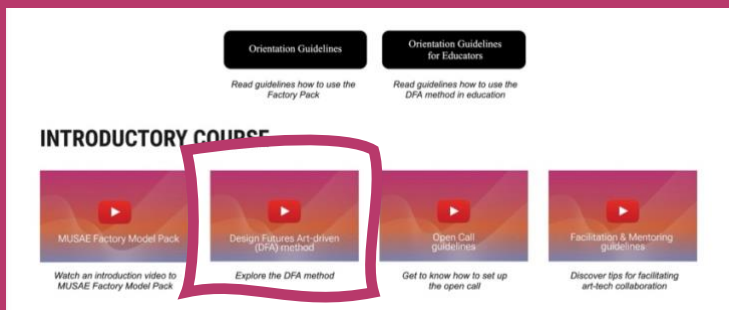 Orientation Guidelines
Orientation Guidelines
for Educators
Read guidelines how to use the
Factory Pack
Read guidelines how to use the
DFA method in education
INTRODUCTORY COURSE
MUSAE Factory Model Pack
Design Futures Art-driven
(DFA) method
Open Call
guidelines
Facilitation & Mentoring
guidelines
Watch an introduction video to
MUSAE Factory Model Pack
Explore the DFA method
Get to know how to set up
the open call
Discover tips for facilitating
art-tech collaboration